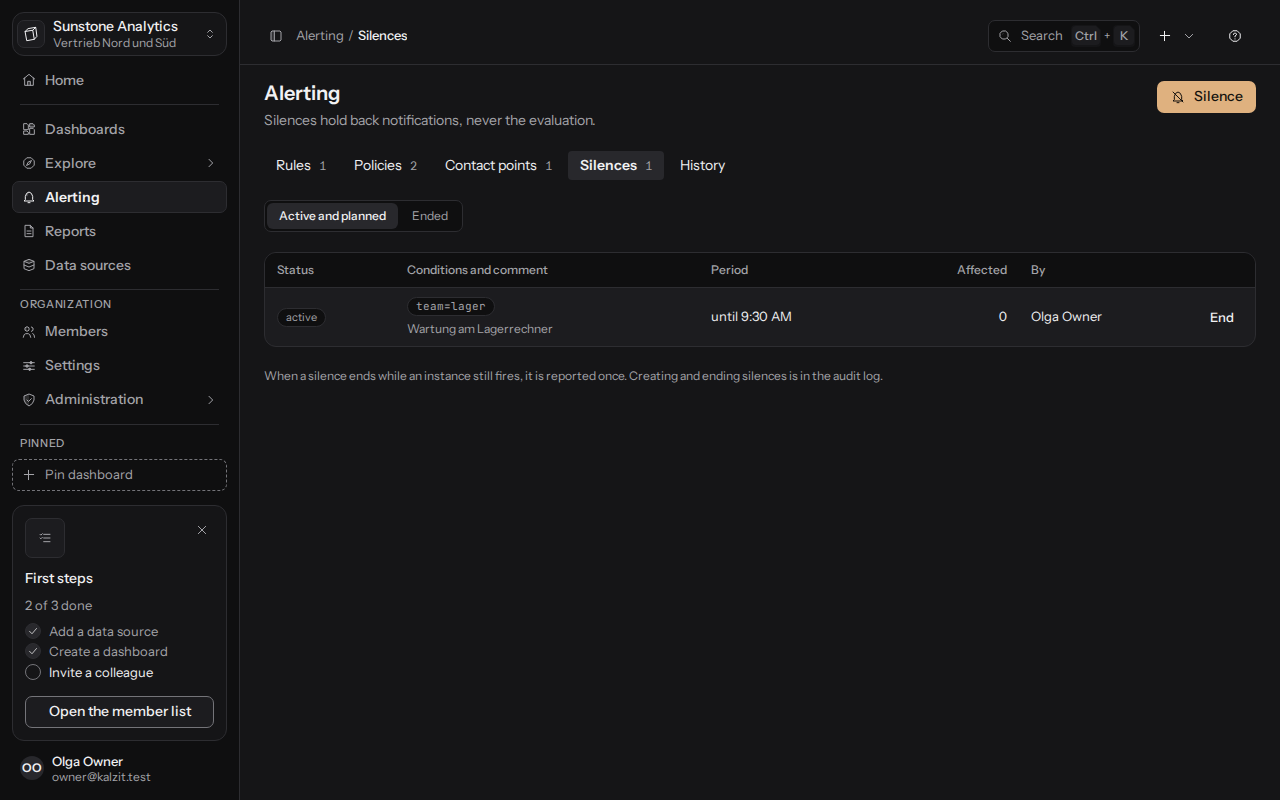 Sunstone Analytics
Vertrieb Nord und Süd
Home
Dashboards
Explore
Alerting
Reports
Data sources
ORGANIZATION
Members
Settings
Administration
PINNED
Pin dashboard
First steps
2 of 3 done
Add a data source
Create a dashboard
Invite a colleague
Open the member list
OO
Olga Owner
owner@kalzit.test
Alerting / Silences
Search Ctrl + K
Alerting
Silences hold back notifications, never the evaluation.
Silence
Rules 1 Policies 2 Contact points 1 Silences 1 History
Active and planned Ended
Status Conditions and comment Period Affected By
active team=lager until 9:30 AM 0 Olga Owner End
Wartung am Lagerrechner
When a silence ends while an instance still fires, it is reported once. Creating and ending silences is in the audit log.